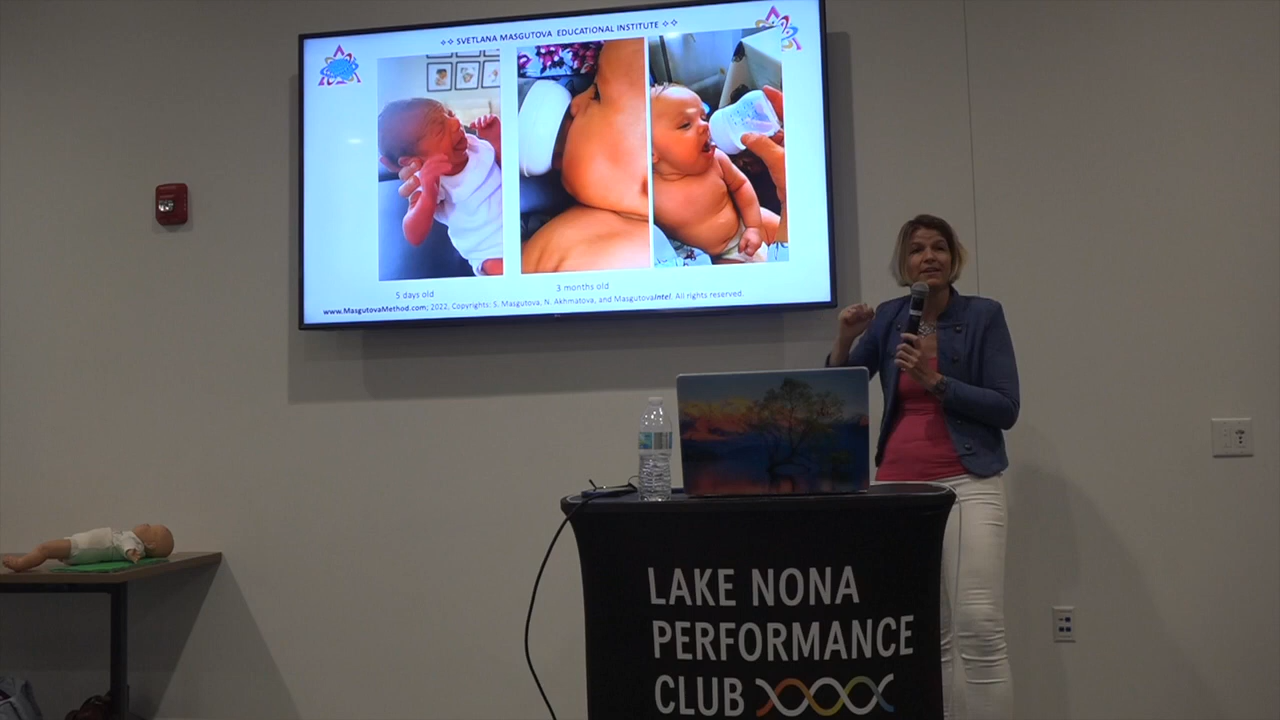 ❖❖ SVETLANA MASGUTOVA EDUCATIONAL INSTITUTE ❖❖
5 days old
3 months old
www.MasgutovaMethod.com; 2022, Copyrights: S. Masgutova, N. Akhmatova, and MasgutovaIntel. All rights reserved.
LAKE NONA
PERFORMANCE
CLUB